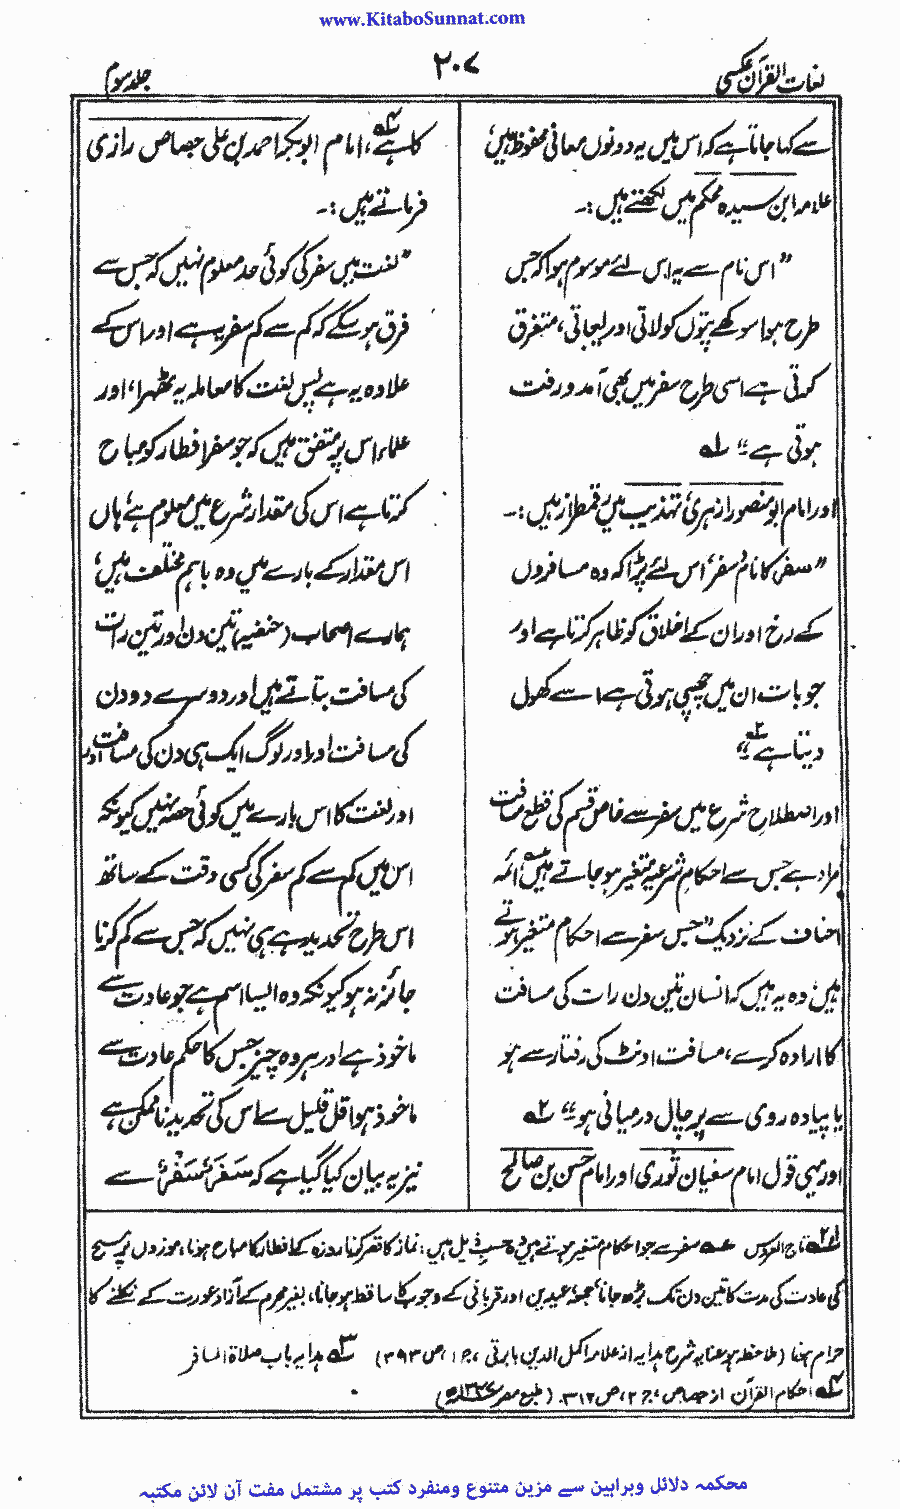 www.KitaboSunnat.com
لغات القرآن عکسی
۲۰۷
جلد سوم
سے کہا جاتا ہے کہ اس میں یہ دونوں معانی محفوظ ہیں،
علامہ ابن سیدہ محکم میں لکھتے ہیں :۔
"اس نام سے یہ اس لئے موسوم ہوا کہ جس
طرح ہوا سوکھے پتوں کو لاتی اور لیجاتی، متفرق
کرتی ہے اسی طرح سفر میں بھی آمد و رفت
ہوتی ہے" ۱ه
اور امام ابو منصور ازہری، تہذیب میں رقمطراز ہیں :۔
"سفر کا نام سفر، اس لئے پڑا کہ وہ مسافروں
کے رخ اور ان کے اخلاق کو ظاہر کرتا ہے اور
جو بات ان میں چھپی ہوتی ہے اسے کھول
دیتا ہے" ۲ه
اور اصطلاح شرع میں سفر سے خاص قسم کی قطع مسافت
مراد ہے جس سے احکام شرعیہ متغیر ہو جاتے ہیں، ائمہ
احناف کے نزدیک "جس سفر سے احکام متغیر ہوتے
ہیں، وہ یہ ہیں کہ انسان تین دن رات کی مسافت
کا ارادہ کرے، مسافت اونٹ کی رفتار سے ہو
یا پیادہ روی سے پر چال درمیانی ہو" ۲ه
اور یہی قول امام سفیان ثوری اور امام حسن بن صالح
کا ہے ۴ه، امام ابو بکر احمد بن علی جصاص رازی
فرماتے ہیں :۔
"لغت میں سفر کی کوئی حد معلوم نہیں کہ جس سے
فرق ہو سکے کہ کم سے کم سفر یہ ہے اور اس کے
علاوہ یہ ہے پس لغت کا معاملہ یہ ٹھہرا، اور
علماء اس پر متفق ہیں کہ جو سفر افطار کو مباح
کرتا ہے اس کی مقدار شرع میں معلوم ہے، ہاں
اس مقدار کے بارے میں وہ باہم مختلف ہیں،
ہمارے اصحاب (حنفیہ) تین دن اور تین رات
کی مسافت بتاتے ہیں اور دوسرے دو دن
کی مسافت اور اور لوگ ایک ہی دن کی مسافت
اور لغت کا اس بارے میں کوئی حصہ نہیں کیونکہ
اس میں کم سے کم سفر کی کسی وقت کے ساتھ
اس طرح تحدید ہے ہی نہیں کہ جس سے کم کرنا
جائز نہ ہو کیونکہ وہ ایسا اسم ہے جو عادت سے
ماخوذ ہے اور ہر وہ چیز جس کا حکم عادت سے
ماخوذ ہو اقل قلیل سے اس کی تحدید ناممکن ہے
نیز یہ بیان کیا گیا ہے کہ سَفَرٌ، سَفْرٌ، سے
تاج العروس ۳ه سفر سے جو احکام متغیر ہوتے ہیں وہ حسب ذیل ہیں : نماز کا قصر کرنا، روزہ کے افطار کا مباح ہونا، موزوں پر مسح
کی عادت کی مدت کا تین دن تک بڑھ جانا، جمعہ، عیدین اور قربانی کے وجوب کا ساقط ہو جانا، بغیر محرم کے آزاد عورت کے نکلنے کا
حرام ہونا (ملاحظہ ہو عنایہ شرح ہدایہ از علامہ اکمل الدین بابرتی، ج ۱، ص ۳۹۳) ۳ه ہدایہ باب صلاۃ المسافر
۴ه احکام القرآن از جصاص، ج ۲، ص ۳۱۲، (طبع مصر ۱۳۴۷ھ)
محکمہ دلائل وبراہین سے مزین متنوع ومنفرد کتب پر مشتمل مفت آن لائن مکتبہ